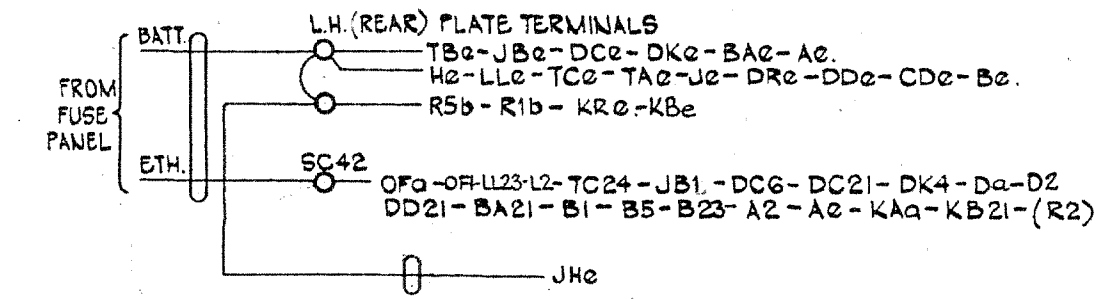 L.H.(REAR) PLATE TERMINALS
BATT.
TBe-JBe-DCe-DKe-BAe-Ae.
He-LLe-TCe-TAe-Je-DRe-DDe-CDe-Be.
FROM
FUSE
PANEL
R5b-R1b-KRe-KBe
ETH.
SC42
OFa-OFI-LL23-L2-TC24-JB1-DC6-DC21-DK4-Da-D2
DD21-BA21-B1-B5-B23-A2-Ae-KAa-KB21-(R2)
JHe